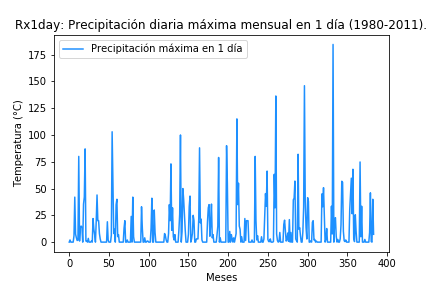 Rx1day: Precipitación diaria máxima mensual en 1 día (1980-2011).
Precipitación máxima en 1 día
Temperatura (°C)
175
150
125
100
75
50
25
0
0 50 100 150 200 250 300 350 400
Meses